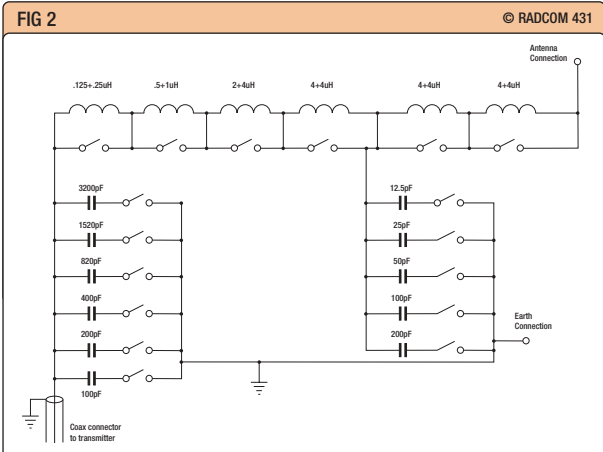 FIG 2
© RADCOM 431
Antenna
Connection
.125+.25uH
.5+1uH
2+4uH
4+4uH
4+4uH
4+4uH
3200pF
1520pF
820pF
400pF
200pF
100pF
12.5pF
25pF
50pF
100pF
200pF
Earth
Connection
Coax connector
to transmitter